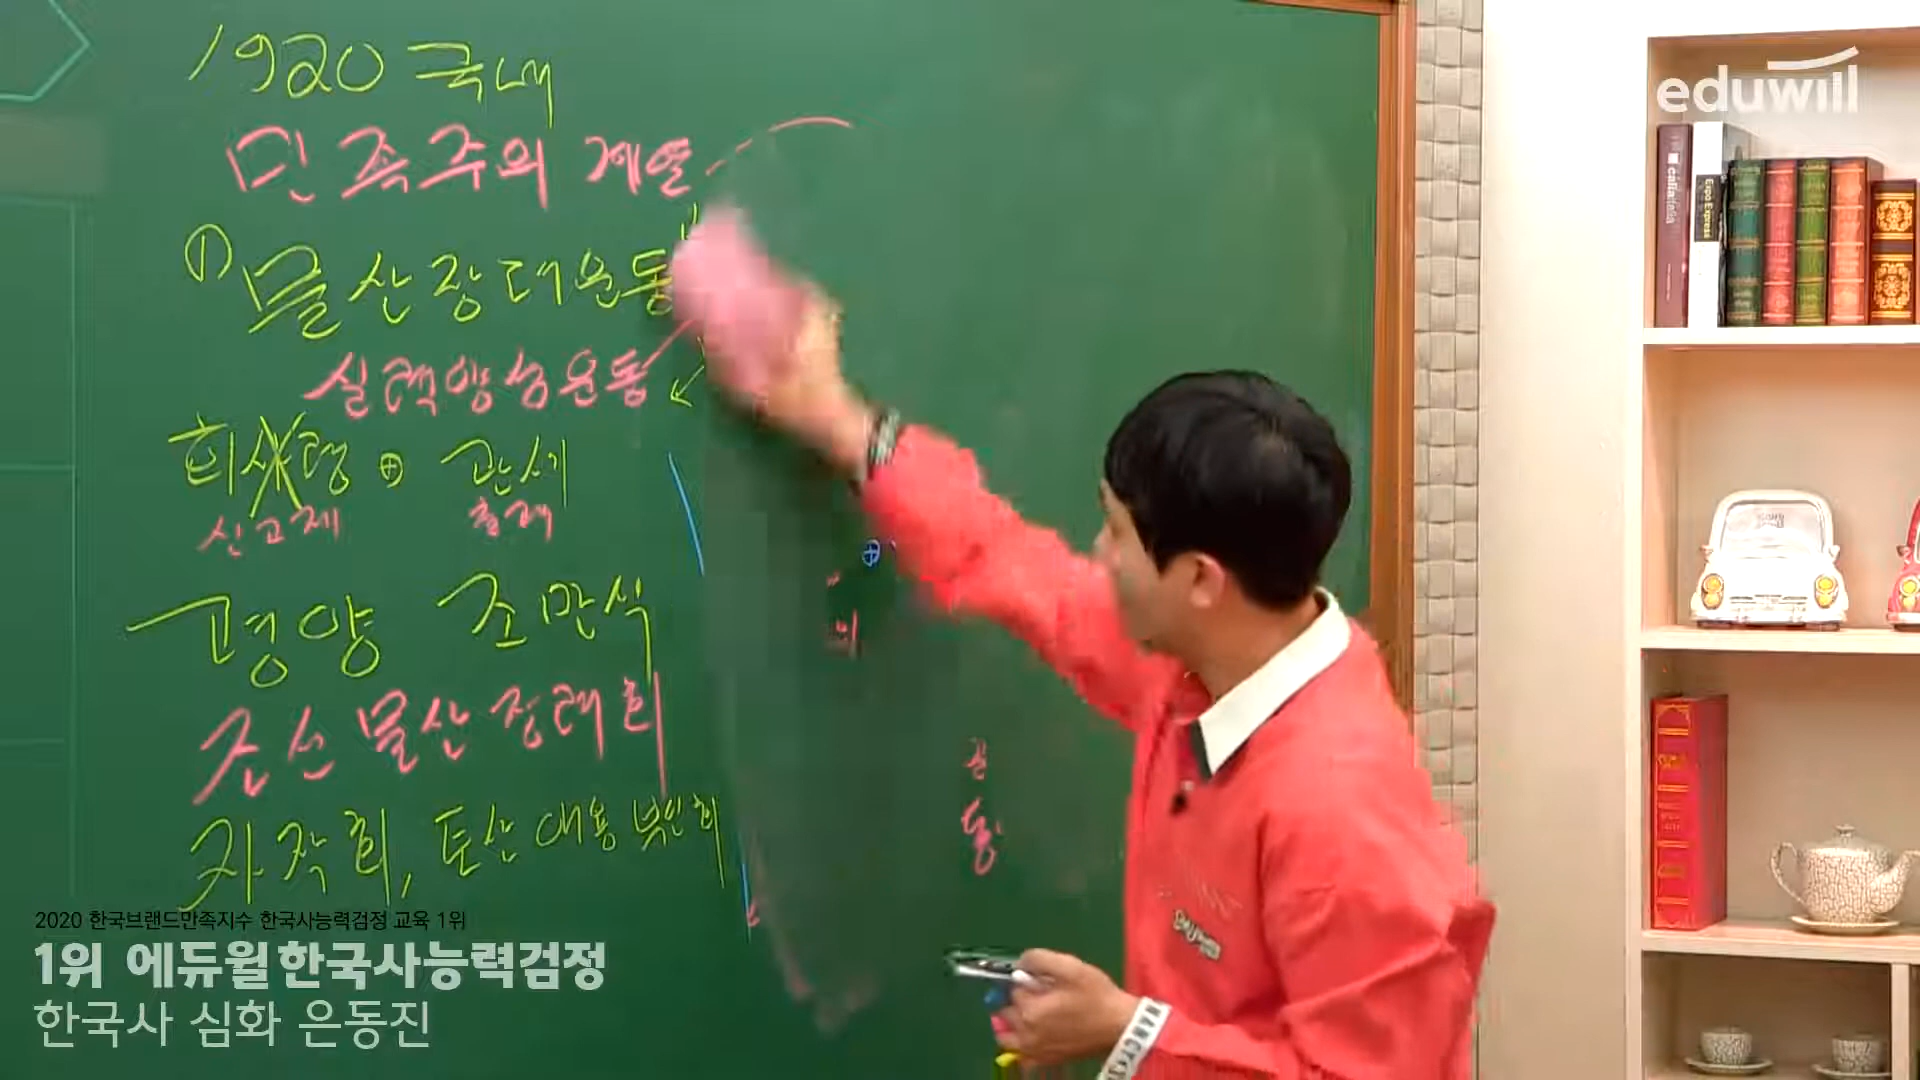 1920 국내
민족주의 계열
① 물산장려운동
실력양성운동
회사령 ⊕ 관세
신고제 철폐
평양 조만식
조선물산장려회
자작회, 토산애용부인회
eduwill
california
2020 한국브랜드만족지수 한국사능력검정 교육 1위
1위 에듀윌 한국사능력검정
한국사 심화 은동진